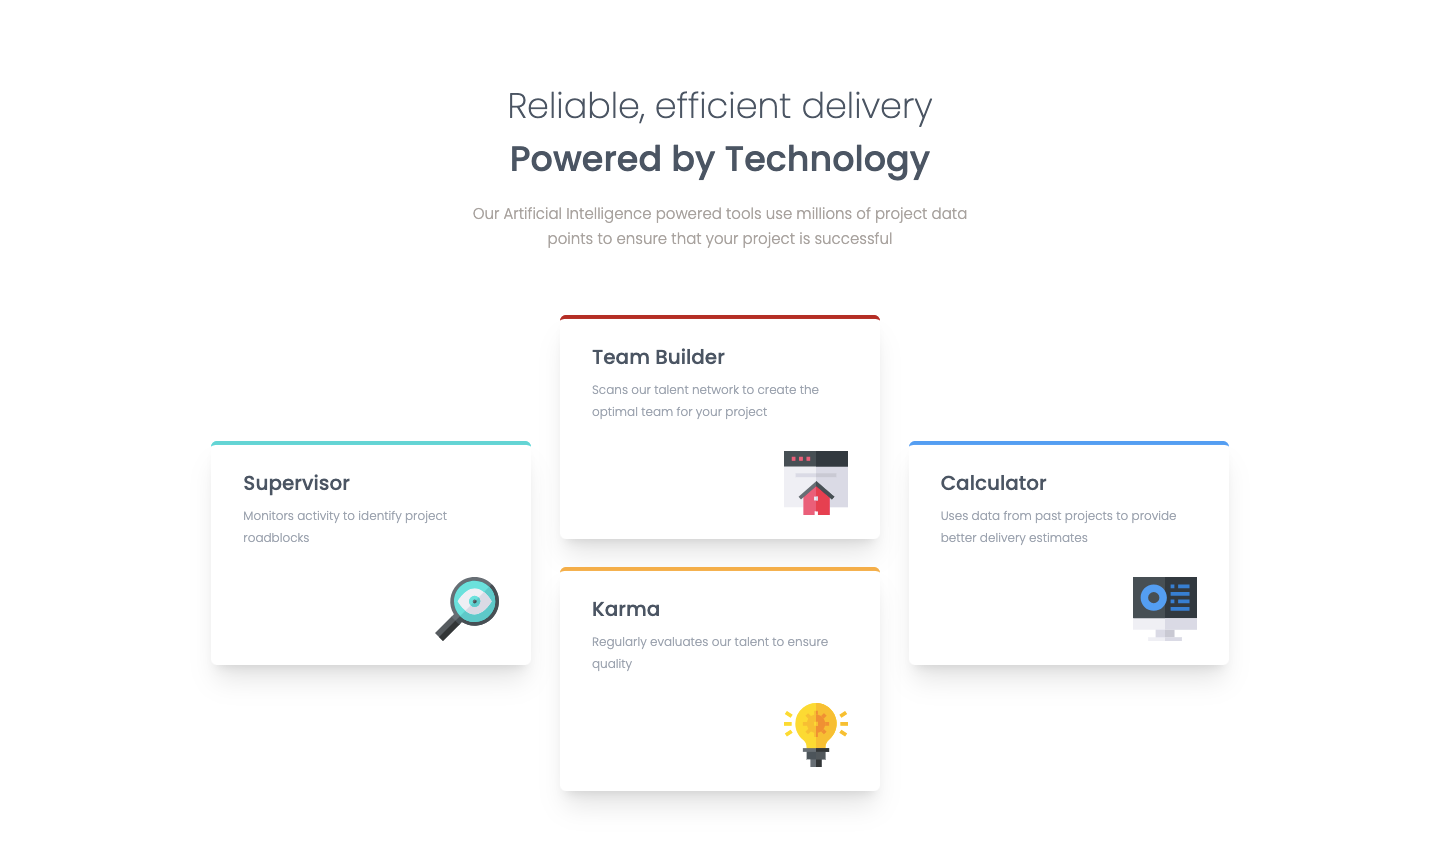 Reliable, efficient delivery
Powered by Technology
Our Artificial Intelligence powered tools use millions of project data
points to ensure that your project is successful
Supervisor
Monitors activity to identify project
roadblocks
Team Builder
Scans our talent network to create the
optimal team for your project
Karma
Regularly evaluates our talent to ensure
quality
Calculator
Uses data from past projects to provide
better delivery estimates